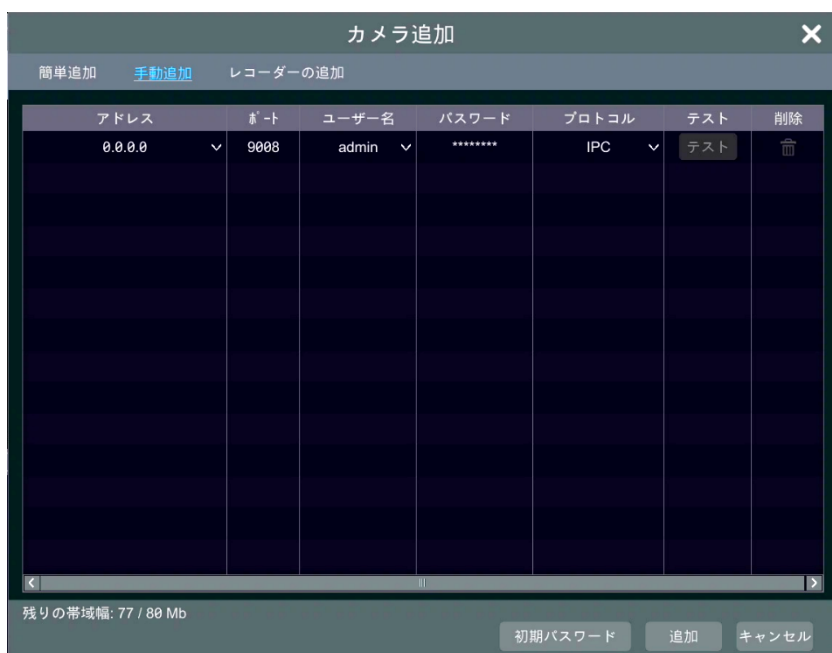 カメラ追加
簡単追加 手動追加 レコーダーの追加
アドレス ポート ユーザー名 パスワード プロトコル テスト 削除
0.0.0.0 9008 admin ******** IPC テスト
残りの帯域幅: 77 / 80 Mb
初期パスワード 追加 キャンセル